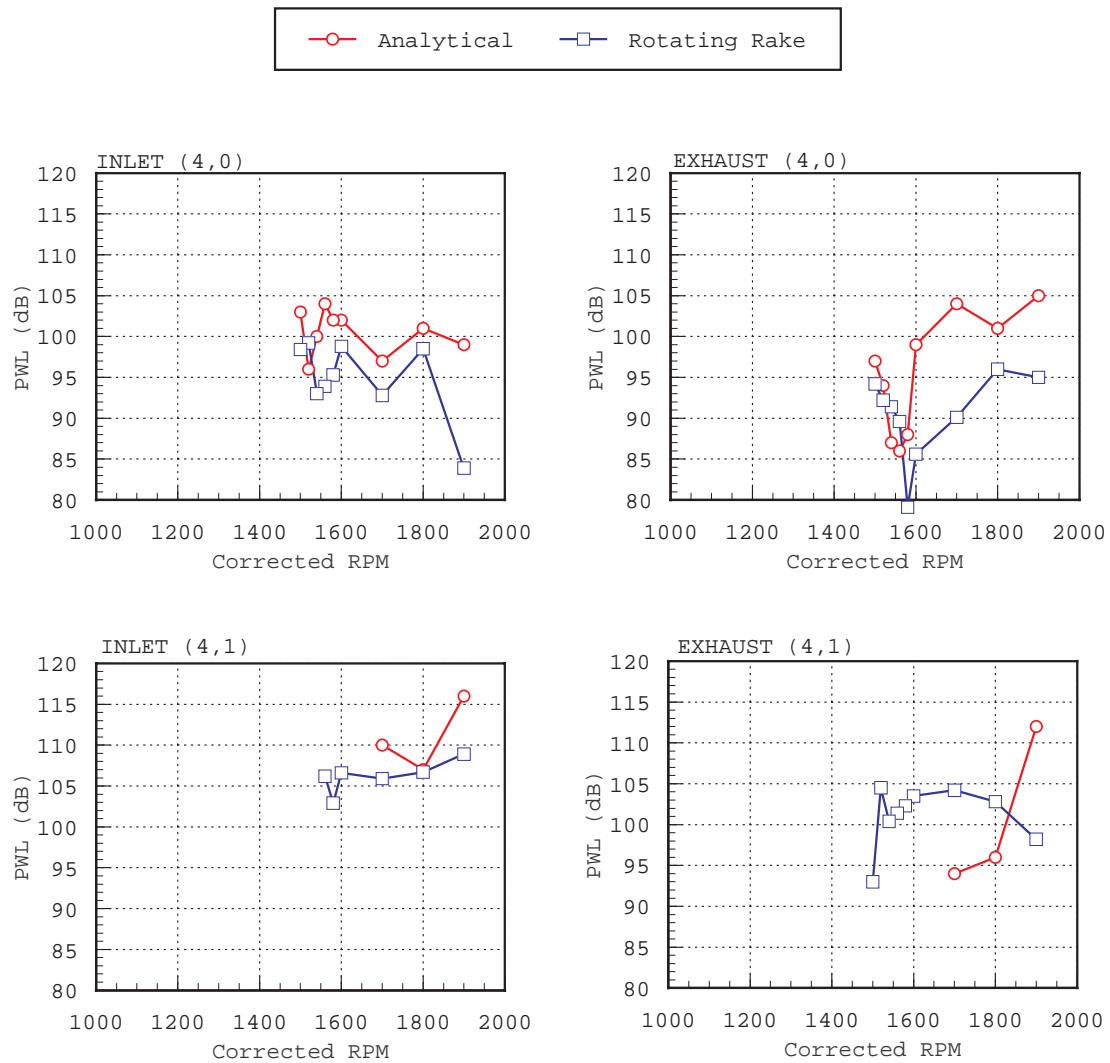 Analytical Rotating Rake
INLET (4,0)
120
115
110
105
100
95
90
85
80
PWL (dB)
1000 1200 1400 1600 1800 2000
Corrected RPM
EXHAUST (4,0)
120
115
110
105
100
95
90
85
80
PWL (dB)
1000 1200 1400 1600 1800 2000
Corrected RPM
INLET (4,1)
120
115
110
105
100
95
90
85
80
PWL (dB)
1000 1200 1400 1600 1800 2000
Corrected RPM
EXHAUST (4,1)
120
115
110
105
100
95
90
85
80
PWL (dB)
1000 1200 1400 1600 1800 2000
Corrected RPM